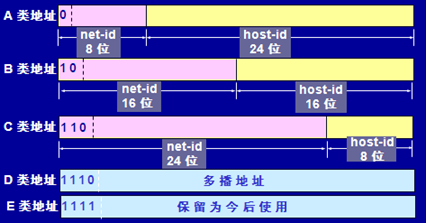 A 类地址 0
net-id host-id
8 位 24 位
B 类地址 10
net-id host-id
16 位 16 位
C 类地址 110
net-id host-id
24 位 8 位
D 类地址 1110 多播地址
E 类地址 1111 保留为今后使用